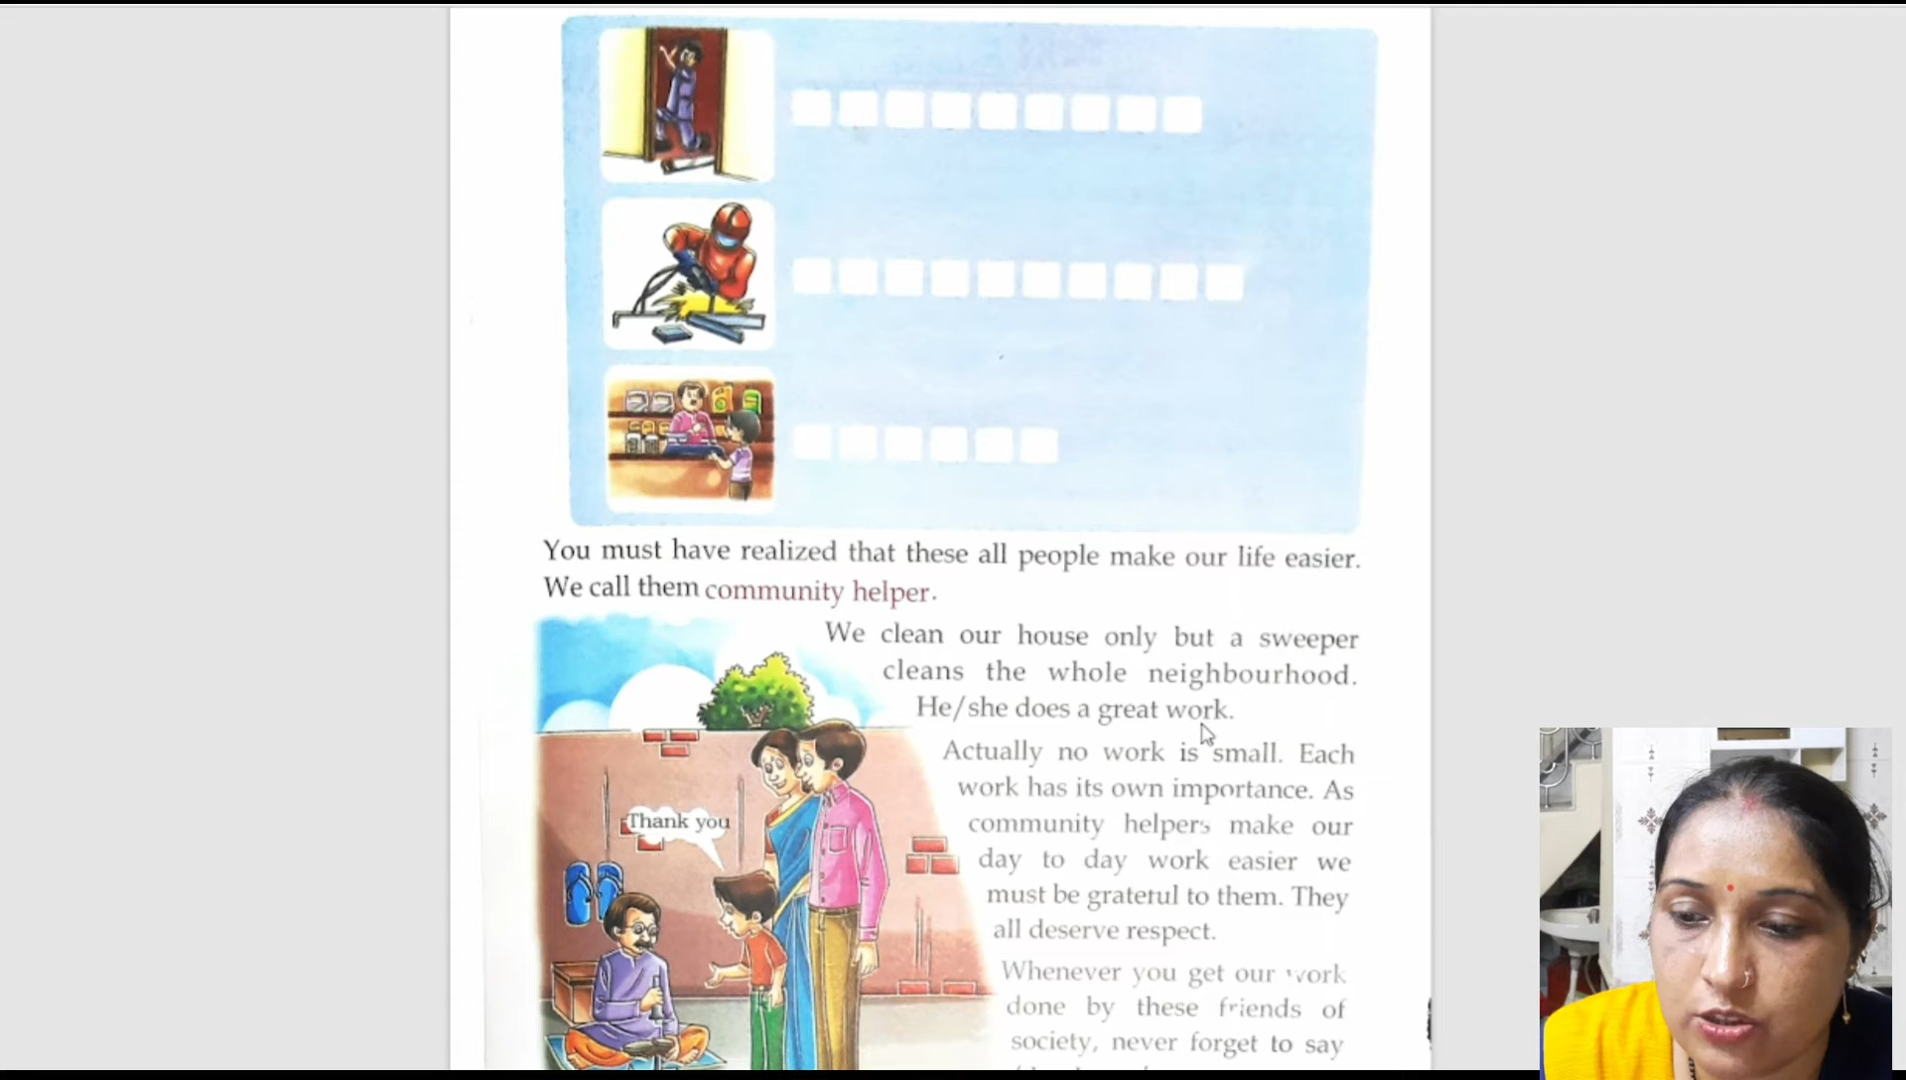 You must have realized that these all people make our life easier.
We call them community helper.
We clean our house only but a sweeper
cleans the whole neighbourhood.
He/she does a great work.
Actually no work is small. Each
work has its own importance. As
community helpers make our
day to day work easier we
must be grateful to them. They
all deserve respect.
Whenever you get our work
done by these friends of
society, never forget to say
Thank you